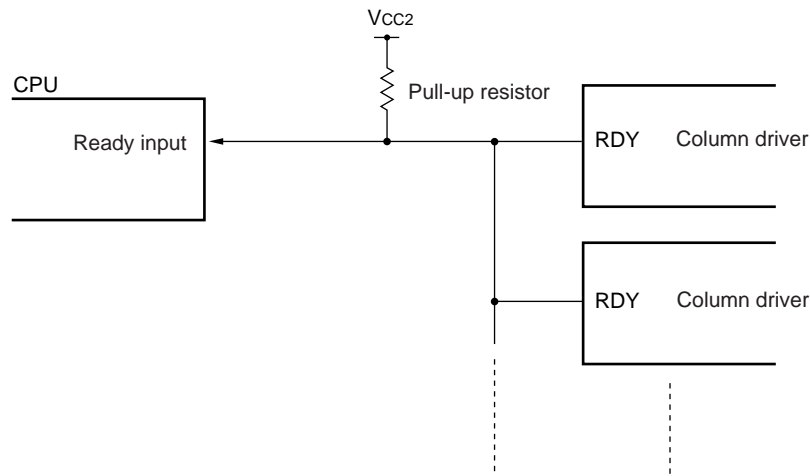 VCC2
CPU
Pull-up resistor
Ready input
RDY
Column driver
RDY
Column driver